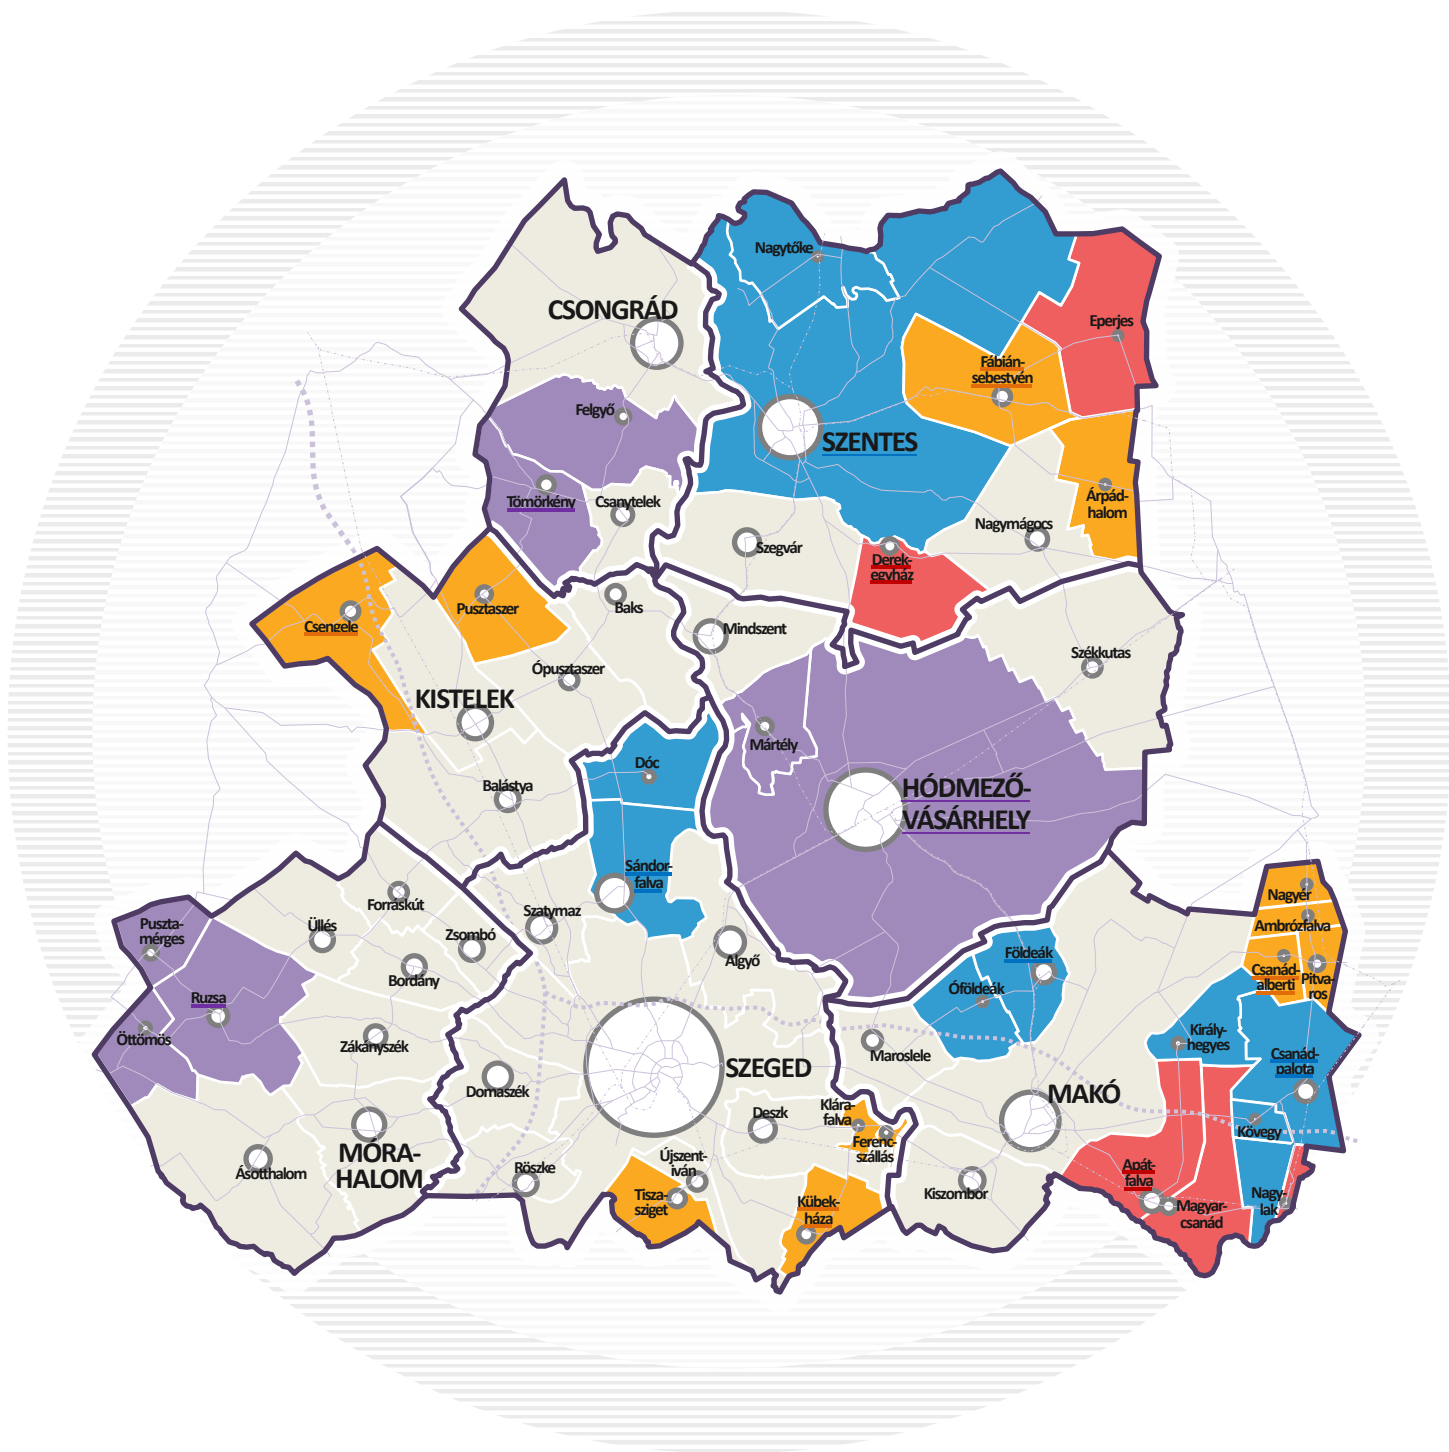 Nagytőke
CSONGRÁD
Eperjes
Fábián-
sebestyén
Felgyő
SZENTES
Tömörkény
Csanytelek
Árpád-
halom
Nagymágocs
Szegvár
Derek-
egyház
Pusztaszer
Baks
Csengele
Mindszent
Székkutas
Ópusztaszer
KISTELEK
Mártély
Dóc
Balástya
HÓDMEZŐ-
VÁSÁRHELY
Sándor-
falva
Nagyér
Forráskút
Szatymaz
Ambrózfalva
Puszta-
mérges
Üllés
Zsombó
Algyő
Földeák
Bordány
Csanád-
alberti
Pitva-
ros
Óföldeák
Ruzsa
Öttömös
Zákányszék
Maroslele
Király-
hegyes
Csanád-
palota
SZEGED
Domaszék
MAKÓ
Deszk
Klára-
falva
Ferenc-
szállás
Kövegy
MÓRA-
HALOM
Ásotthalom
Röszke
Újszent-
iván
Tisza-
sziget
Kübek-
háza
Kiszombor
Apát-
falva
Magyar-
csanád
Nagy-
lak